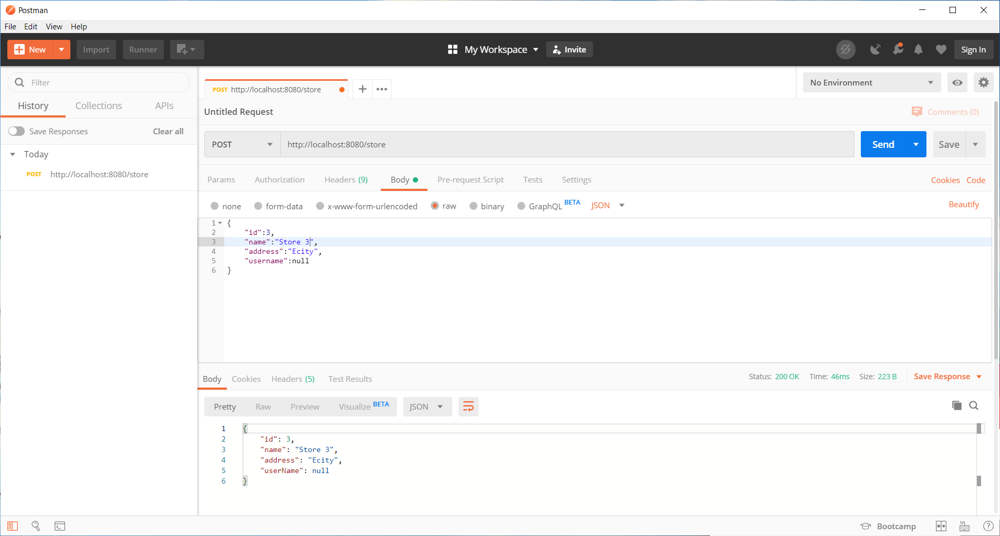 Postman
File Edit View Help
New Import Runner My Workspace Invite Sign In
Filter
History Collections APIs
Save Responses Clear all
Today
POST http://localhost:8080/store
POST http://localhost:8080/store
No Environment
Untitled Request
Comments (0)
POST http://localhost:8080/store Send Save
Params Authorization Headers (9) Body Pre-request Script Tests Settings Cookies Code
none form-data x-www-form-urlencoded raw binary GraphQL BETA JSON Beautify
1 {
2 "id":3,
3 "name":"Store 3",
4 "address":"Ecity",
5 "username":null
6 }
Body Cookies Headers (5) Test Results Status: 200 OK Time: 46ms Size: 223 B Save Response
Pretty Raw Preview Visualize BETA JSON
1 {
2 "id": 3,
3 "name": "Store 3",
4 "address": "Ecity",
5 "userName": null
6 }
Bootcamp